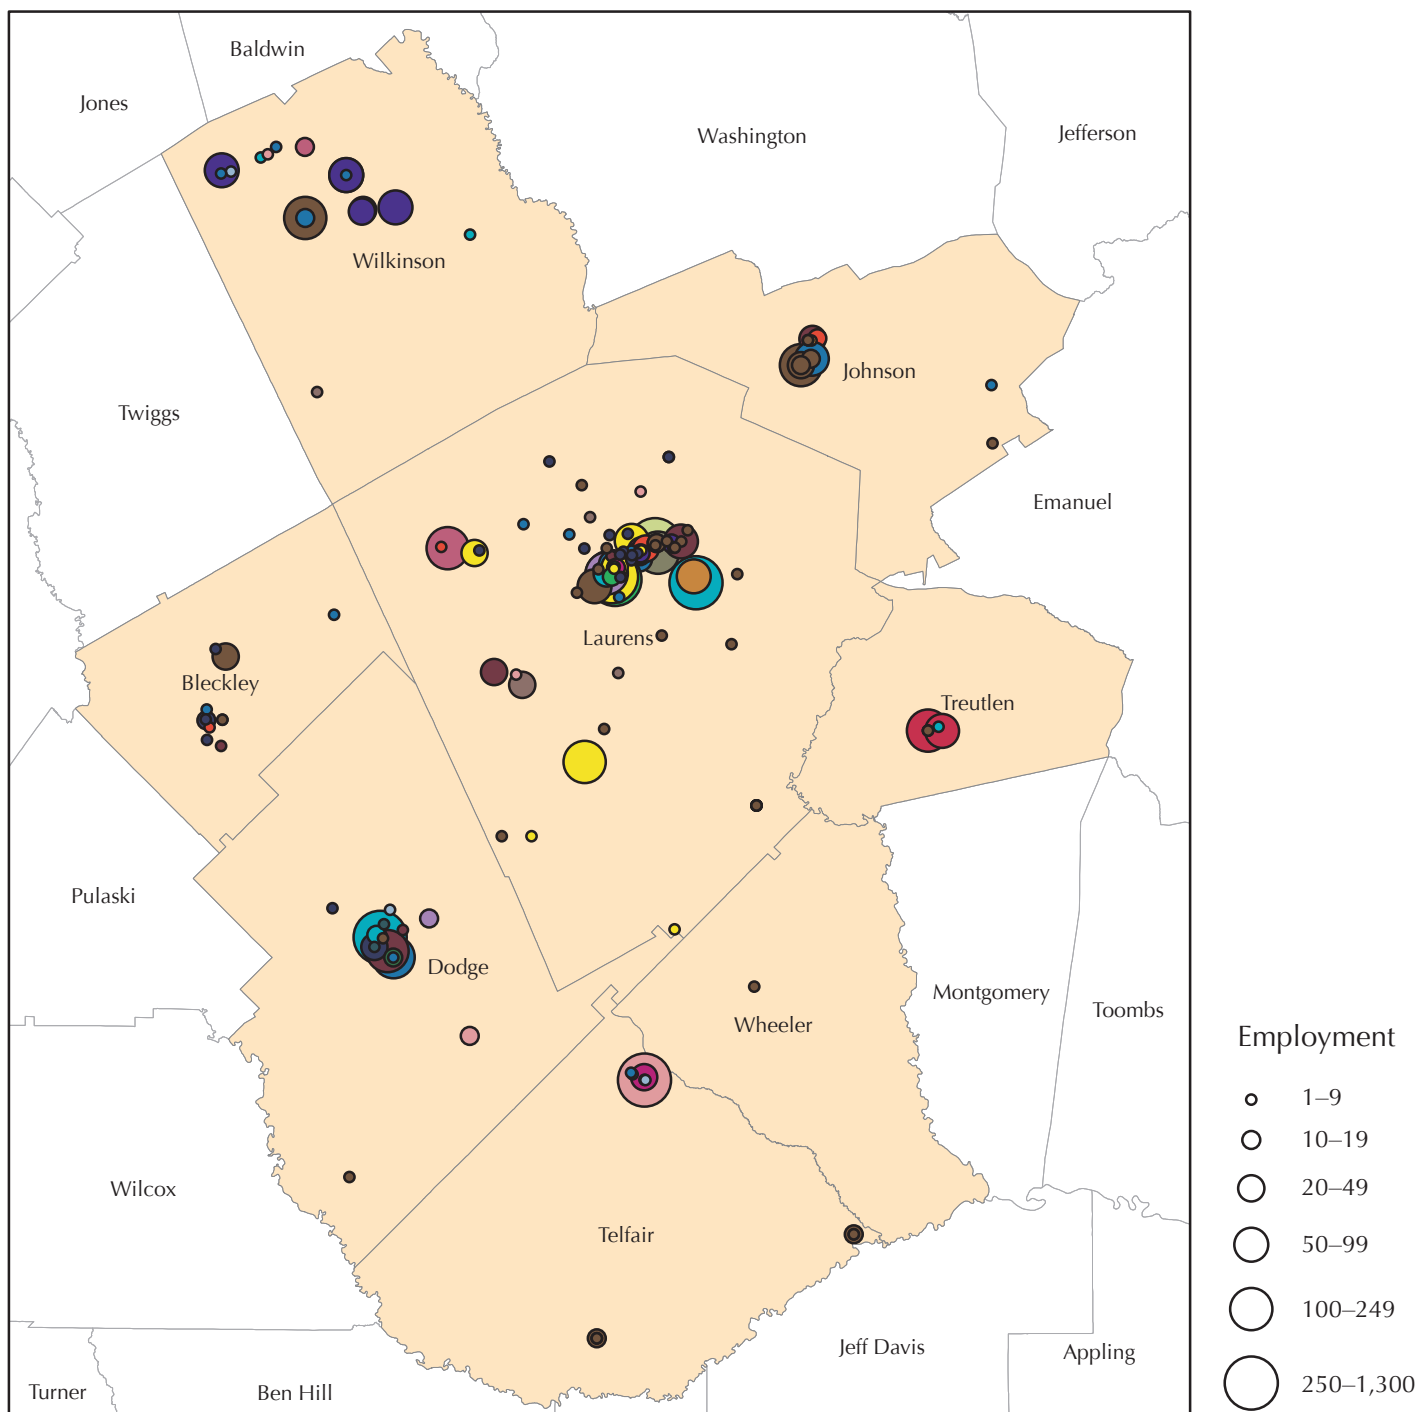 Baldwin
Jones
Washington
Jefferson
Wilkinson
Johnson
Twiggs
Emanuel
Laurens
Bleckley
Treutlen
Pulaski
Dodge
Montgomery
Toombs
Wheeler
Employment
1–9
10–19
Wilcox
20–49
Telfair
50–99
100–249
Jeff Davis
Appling
250–1,300
Turner
Ben Hill